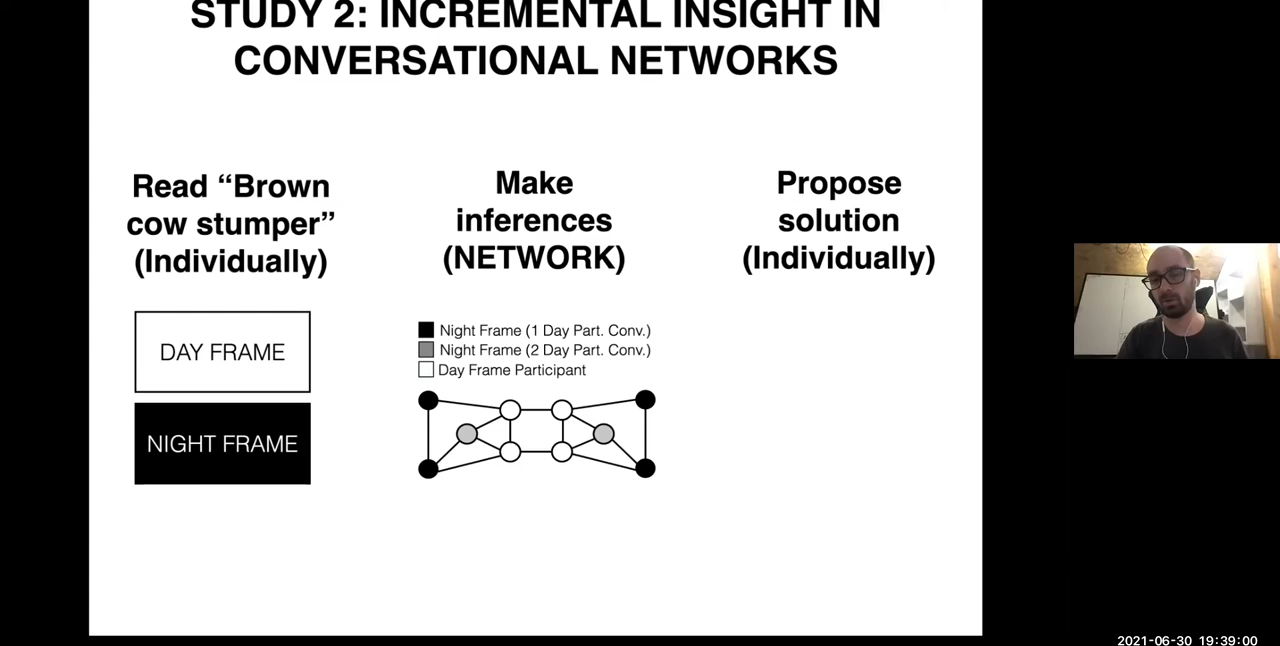 STUDY 2: INCREMENTAL INSIGHT IN
CONVERSATIONAL NETWORKS
Read “Brown
cow stumper”
(Individually)
Make
inferences
(NETWORK)
Propose
solution
(Individually)
DAY FRAME
NIGHT FRAME
Night Frame (1 Day Part. Conv.)
Night Frame (2 Day Part. Conv.)
Day Frame Participant
2021-06-30 19:39:00